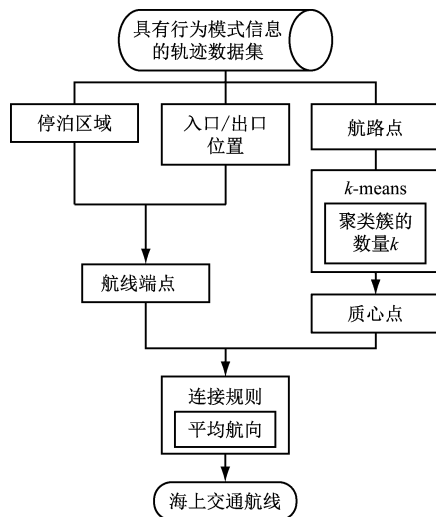 具有行为模式信息
的轨迹数据集
停泊区域
入口/出口
位置
航路点
k-means
聚类簇的
数量k
航线端点
质心点
连接规则
平均航向
海上交通航线